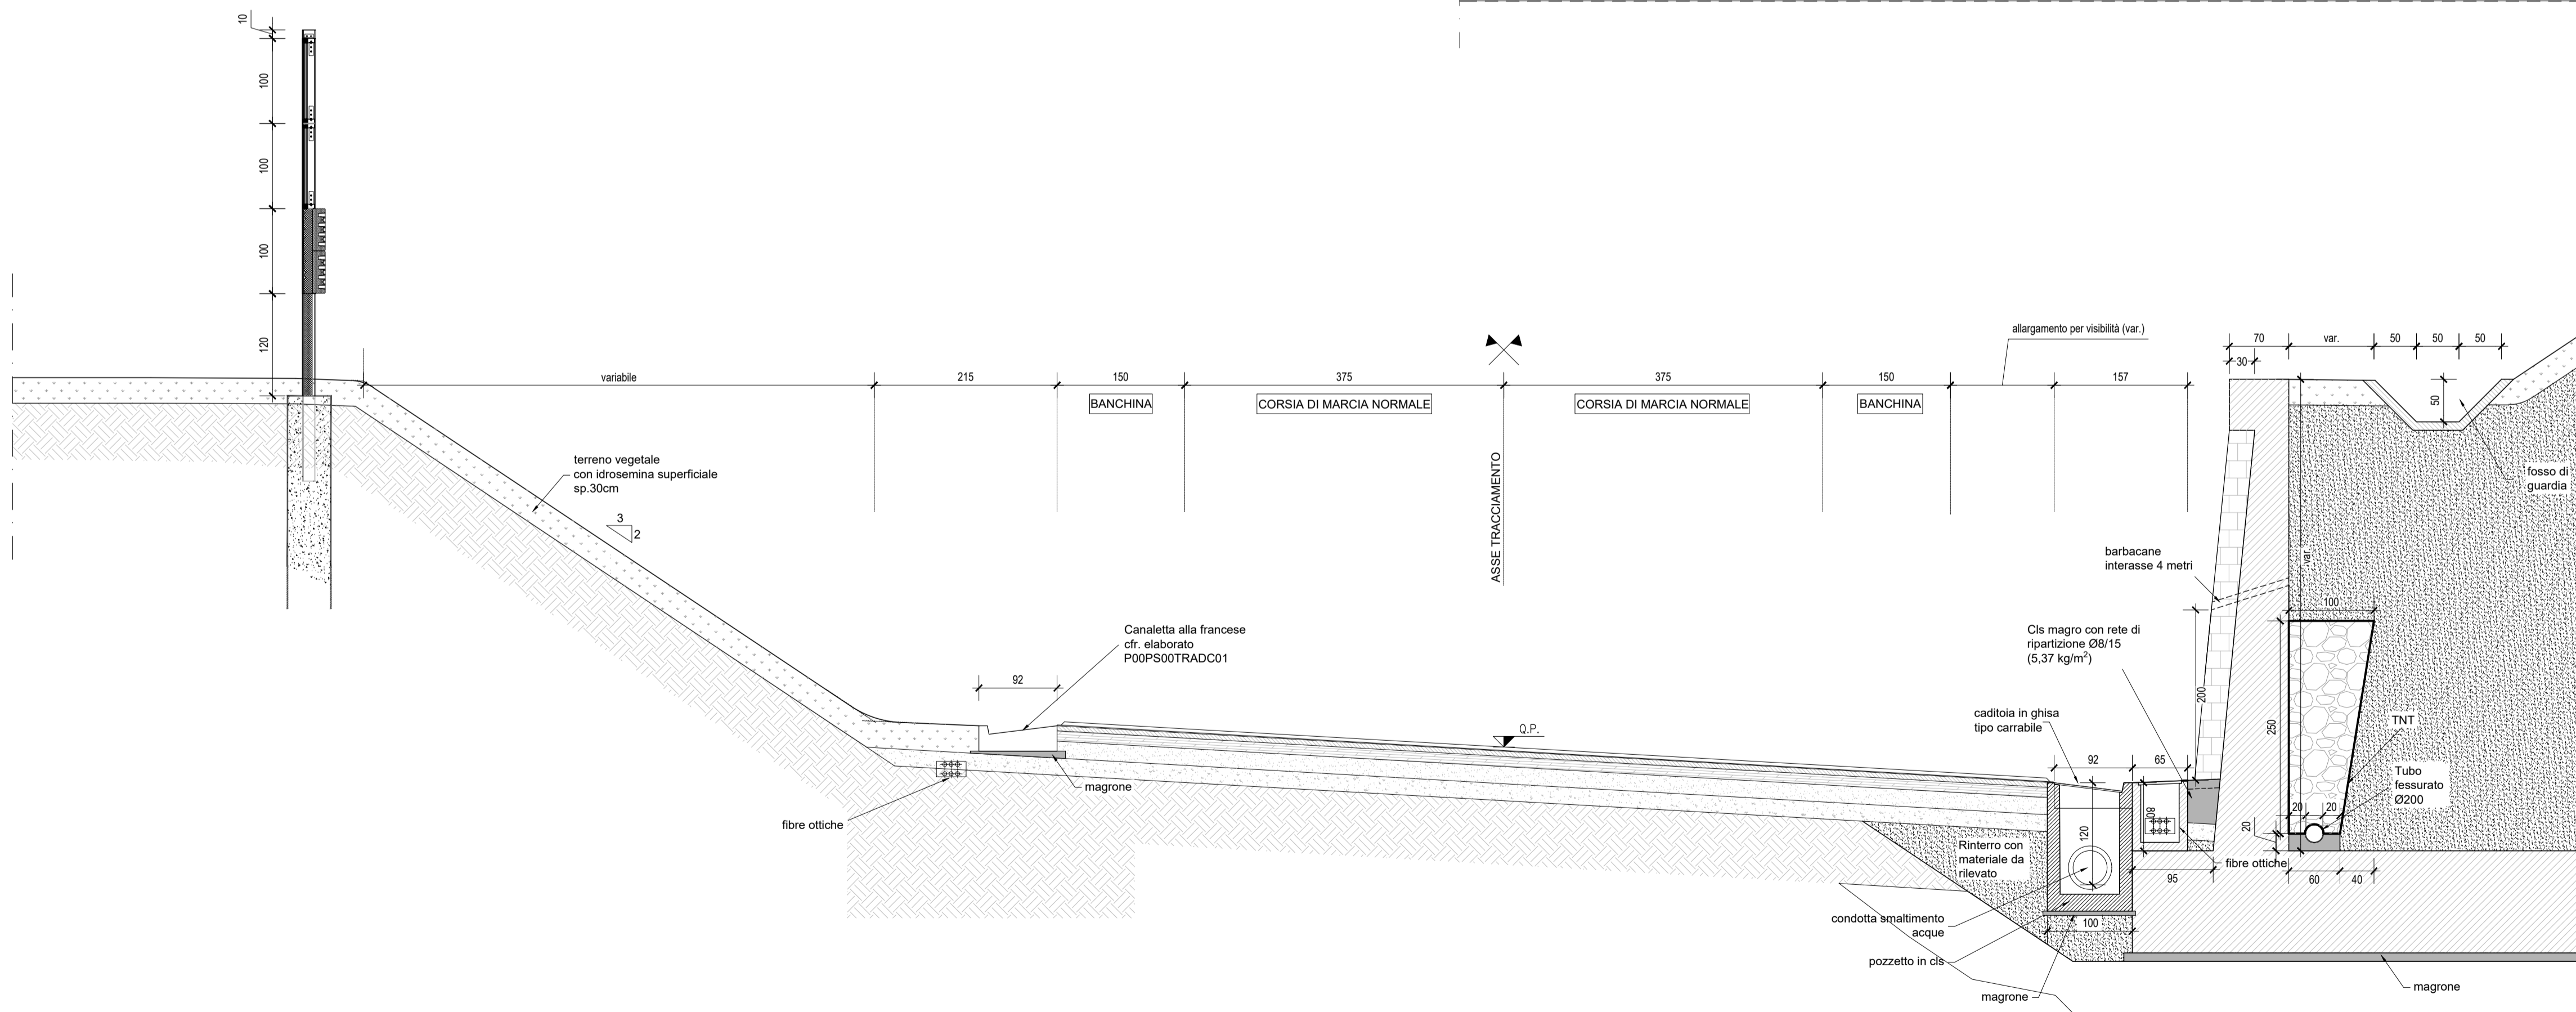 10
100
100
100
120
variabile
215
150
375
375
150
157
allargamento per visibilità (var.)
BANCHINA
CORSIA DI MARCIA NORMALE
CORSIA DI MARCIA NORMALE
BANCHINA
ASSE TRACCIAMENTO
70
var.
50
50
50
30
50
fosso di
guardia
terreno vegetale
con idrosemina superficiale
sp.30cm
3
2
barbacane
interasse 4 metri
var.
100
Canaletta alla francese
cfr. elaborato
P00PS00TRADC01
92
Cls magro con rete di
ripartizione Ø8/15
(5,37 kg/m²)
200
250
caditoia in ghisa
tipo carrabile
Q.P.
TNT
92
65
Tubo
fessurato
Ø200
magrone
fibre ottiche
80
120
20
20
20
Rinterro con
materiale da
rilevato
fibre ottiche
95
60
40
condotta smaltimento
acque
100
pozzetto in cls
magrone
magrone